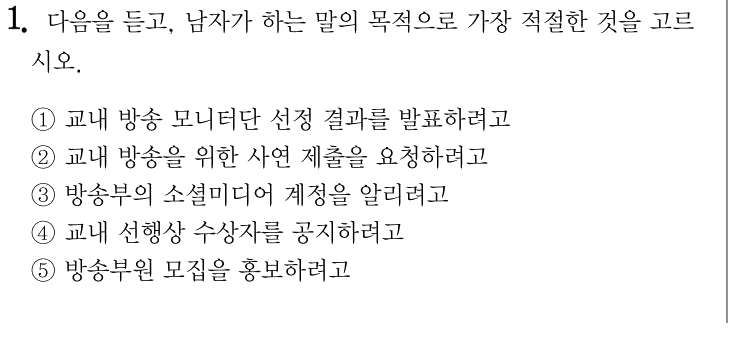 1. 다음을 듣고, 남자가 하는 말의 목적으로 가장 적절한 것을 고르
시오.
① 교내 방송 모니터단 선정 결과를 발표하려고
② 교내 방송을 위한 사연 제출을 요청하려고
③ 방송부의 소셜미디어 계정을 알리려고
④ 교내 선행상 수상자를 공지하려고
⑤ 방송부원 모집을 홍보하려고